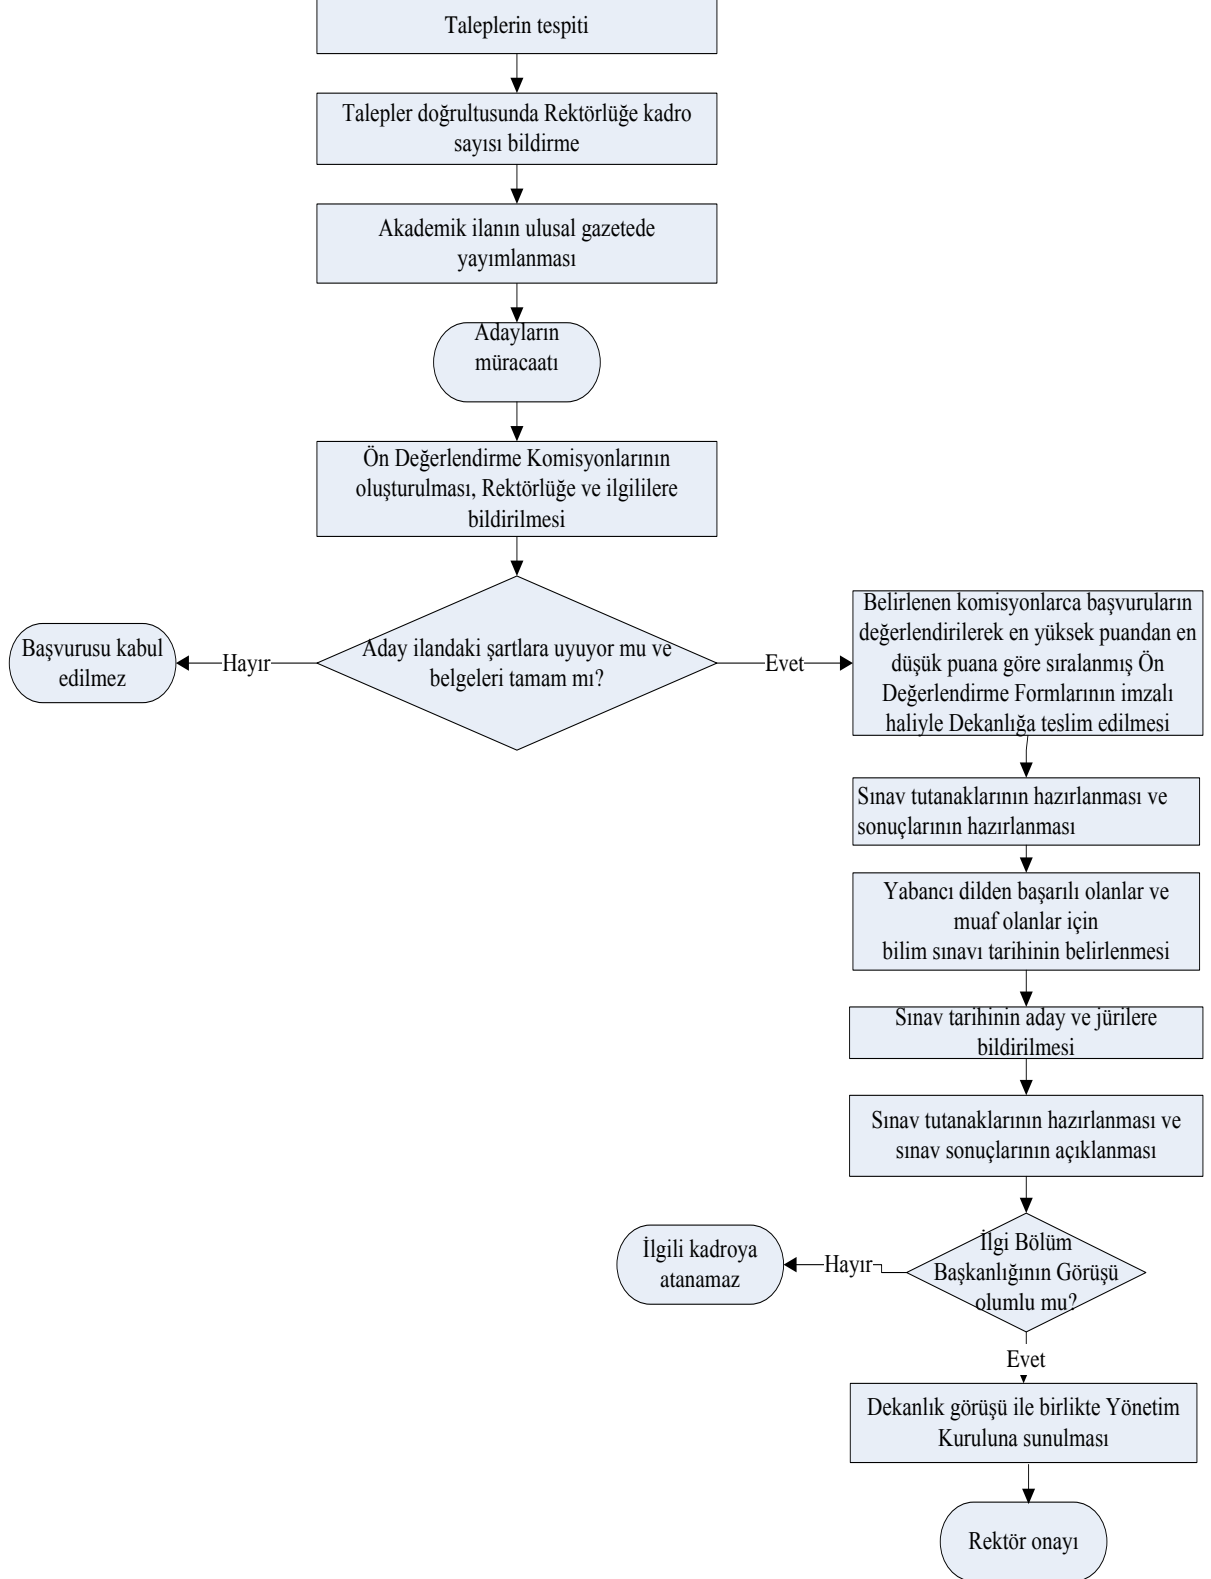 Taleplerin tespiti
Talepler doğrultusunda Rektörlüğe kadro
sayısı bildirme
Akademik ilanın ulusal gazetede
yayımlanması
Adayların
müracaatı
Ön Değerlendirme Komisyonlarının
oluşturulması, Rektörlüğe ve ilgililere
bildirilmesi
Aday ilandaki şartlara uyuyor mu ve
belgeleri tamam mı?
Hayır
Başvurusu kabul
edilmez
Evet
Belirlenen komisyonlarca başvuruların
değerlendirilerek en yüksek puandan en
düşük puana göre sıralanmış Ön
Değerlendirme Formlarının imzalı
haliyle Dekanlığa teslim edilmesi
Sınav tutanaklarının hazırlanması ve
sonuçlarının hazırlanması
Yabancı dilden başarılı olanlar ve
muaf olanlar için
bilim sınavı tarihinin belirlenmesi
Sınav tarihinin aday ve jürilere
bildirilmesi
Sınav tutanaklarının hazırlanması ve
sınav sonuçlarının açıklanması
İlgi Bölüm
Başkanlığının Görüşü
olumlu mu?
Hayır
İlgili kadroya
atanamaz
Evet
Dekanlık görüşü ile birlikte Yönetim
Kuruluna sunulması
Rektör onayı